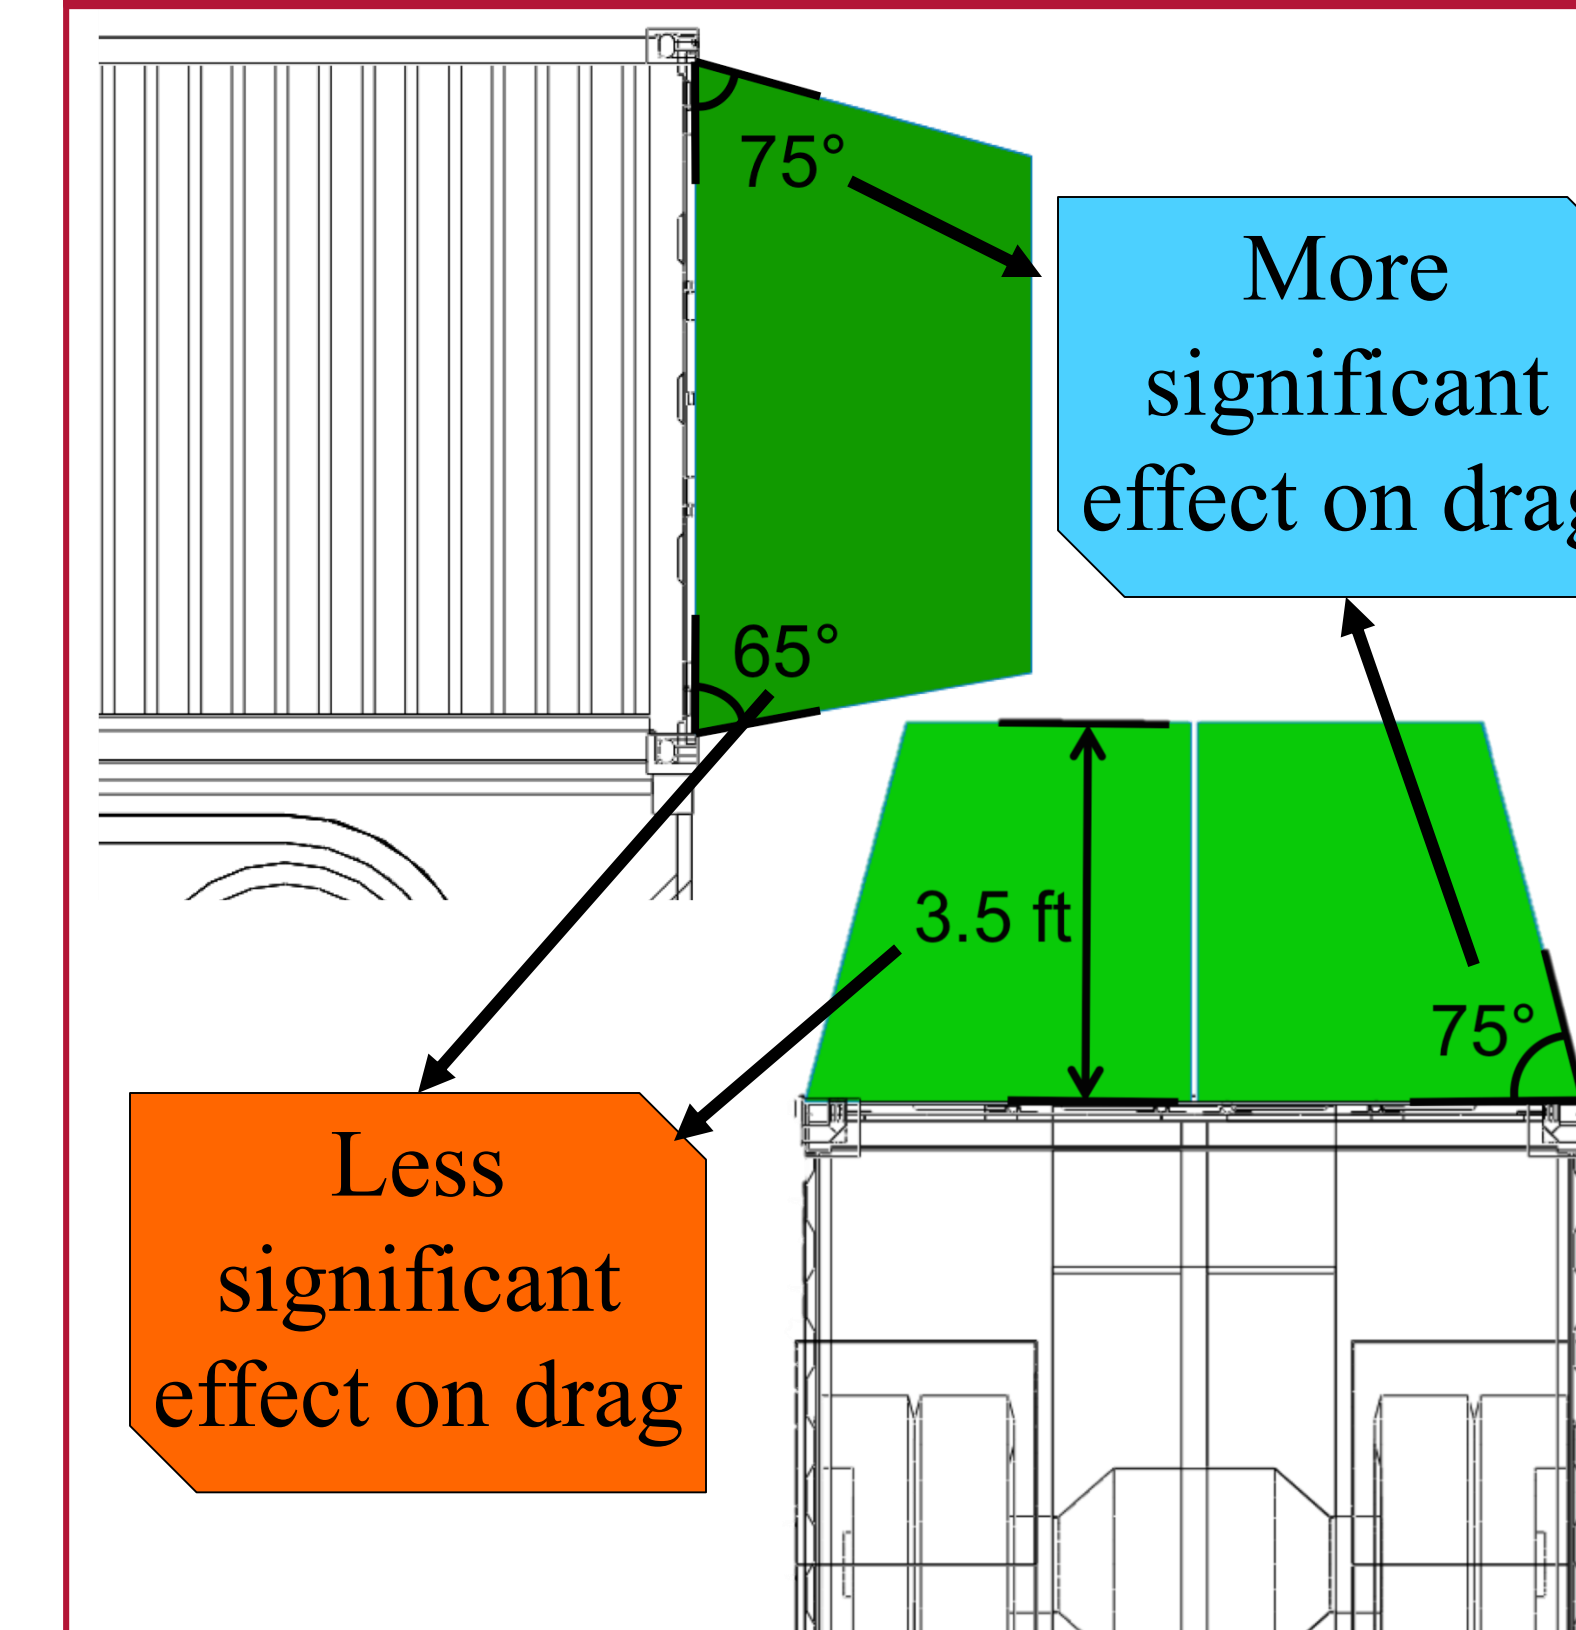 75°
More
significant
effect on drag
65°
3.5 ft
75°
Less
significant
effect on drag